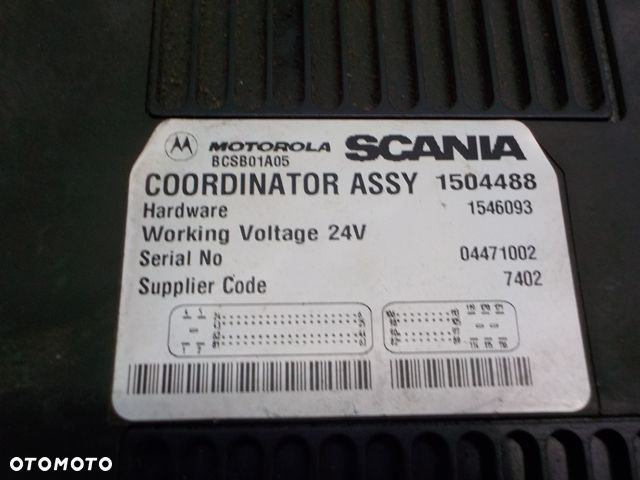 MOTOROLA SCANIA
BCSB01A05
COORDINATOR ASSY 1504488
Hardware 1546093
Working Voltage 24V
Serial No 04471002
Supplier Code 7402
OTOMOTO